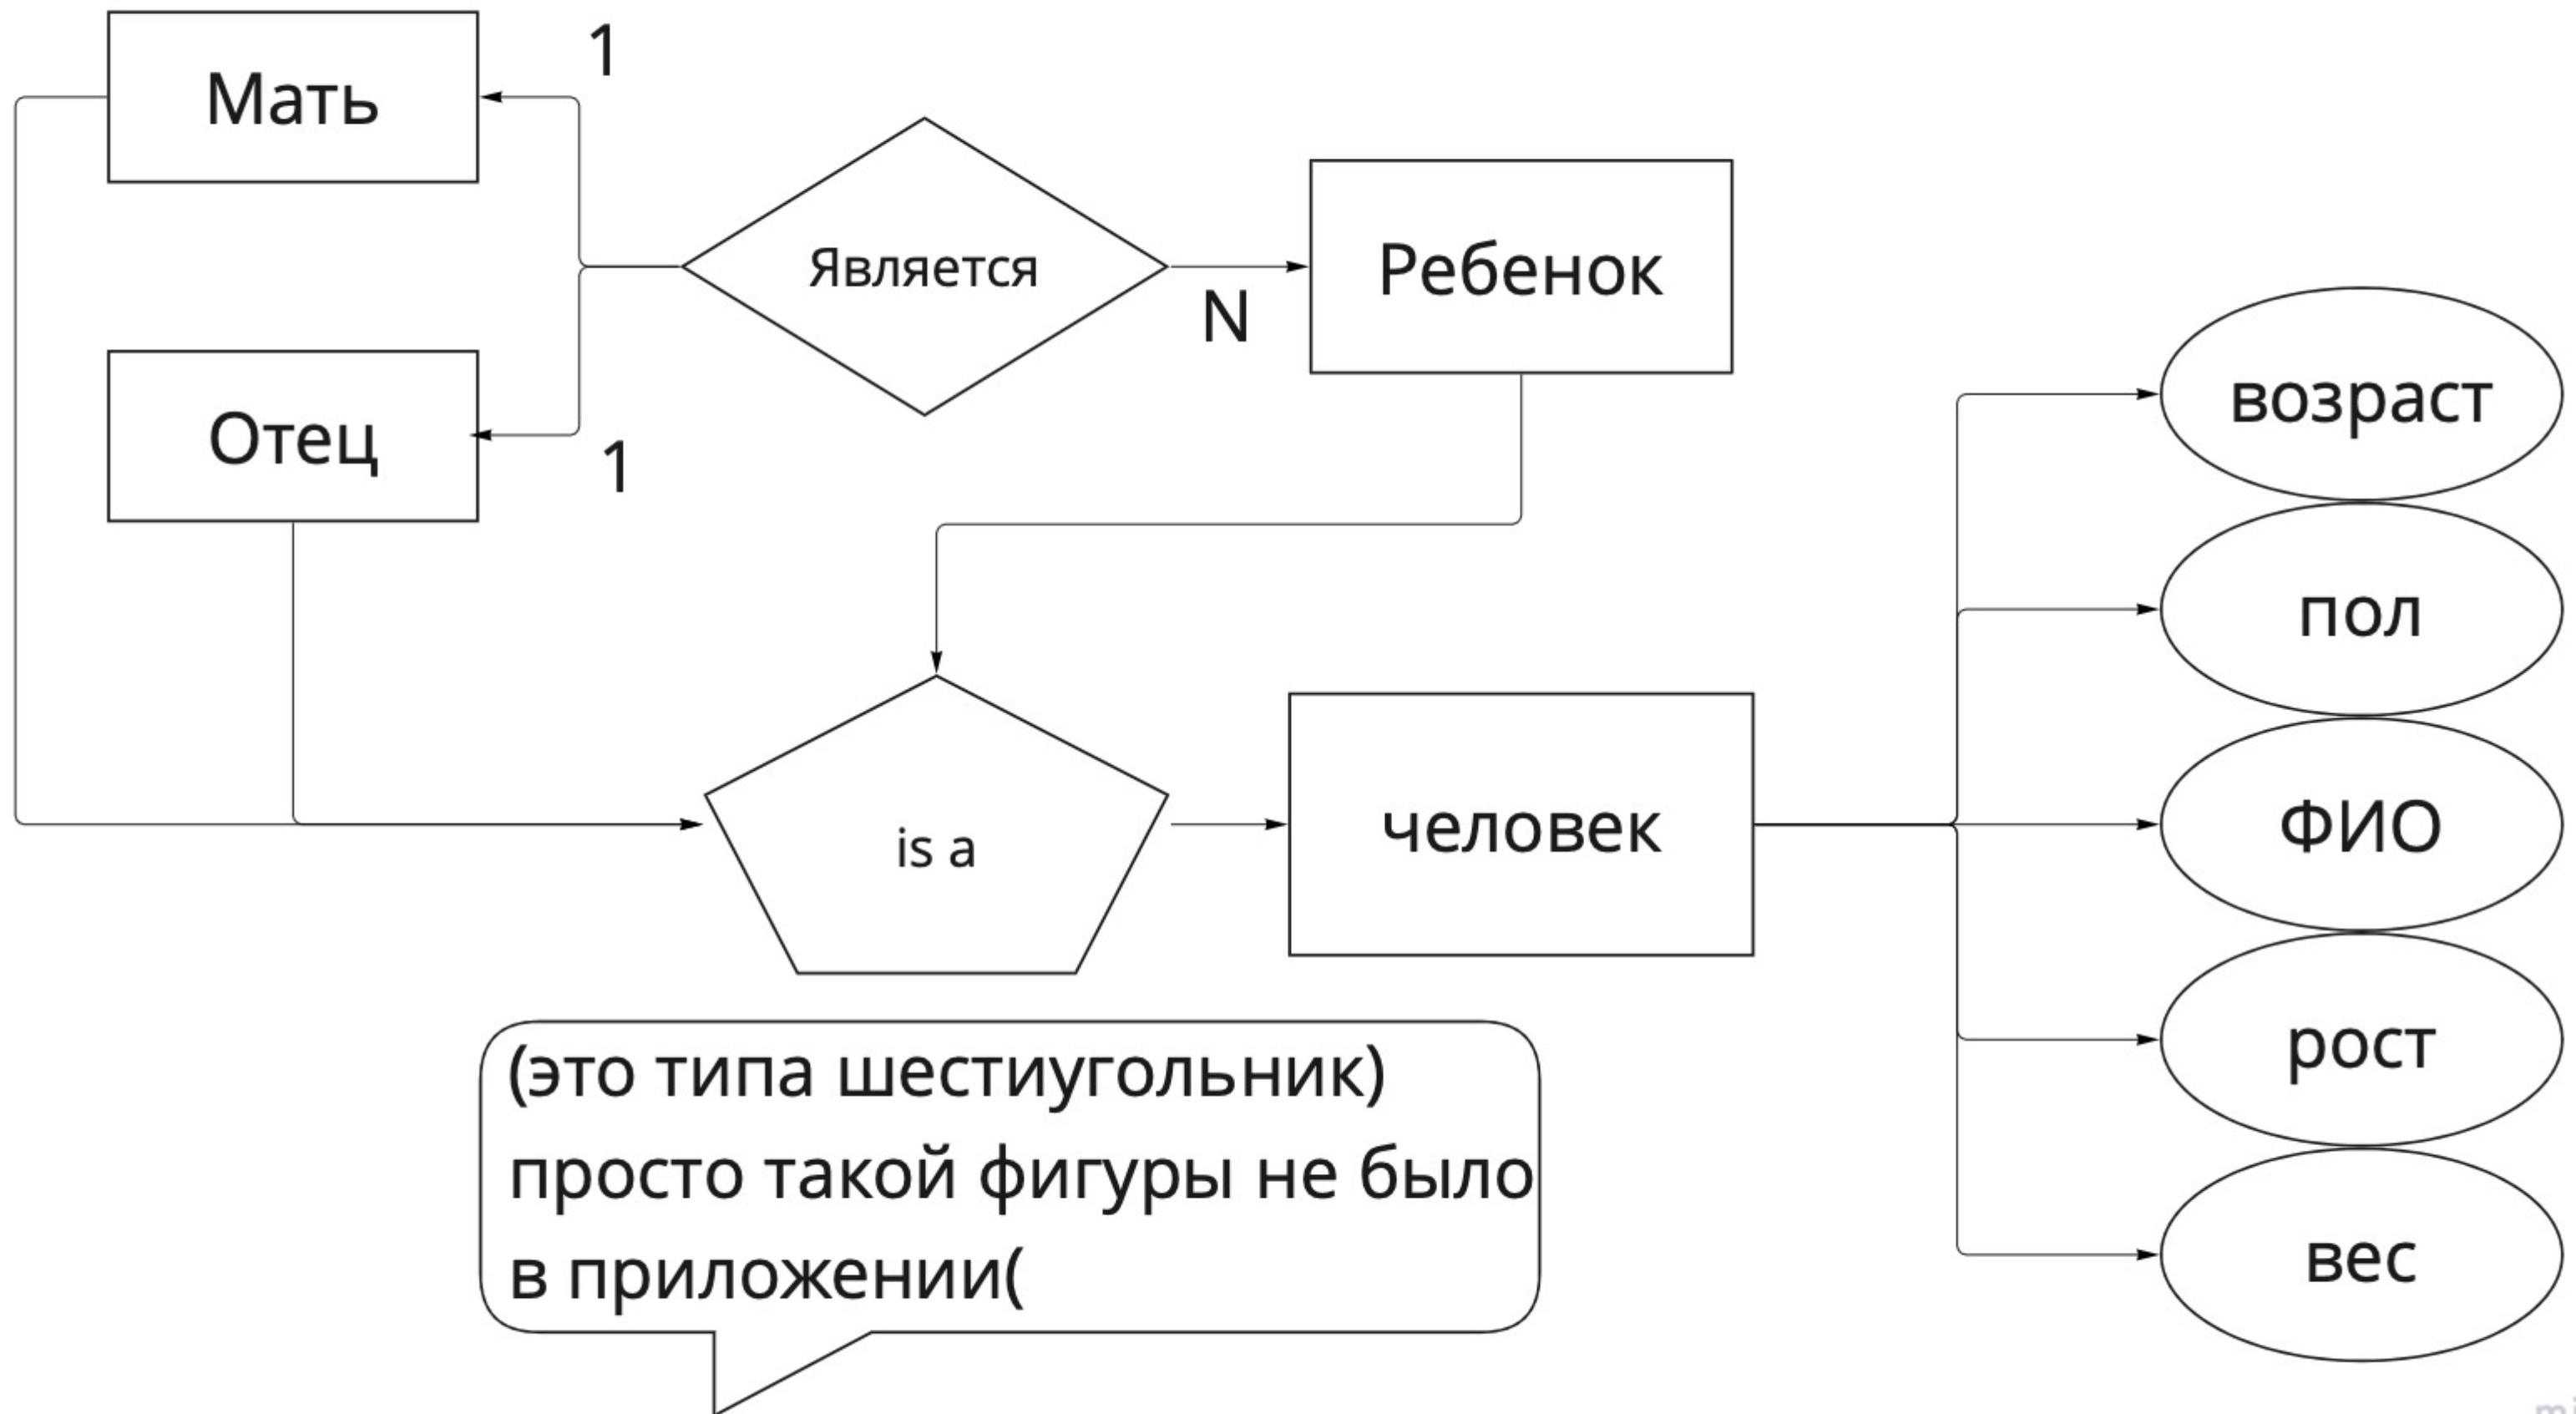 Мать
1
Является
Ребенок
N
Отец
1
возраст
пол
is a
человек
ФИО
рост
вес
(это типа шестиугольник)
просто такой фигуры не было
в приложении(